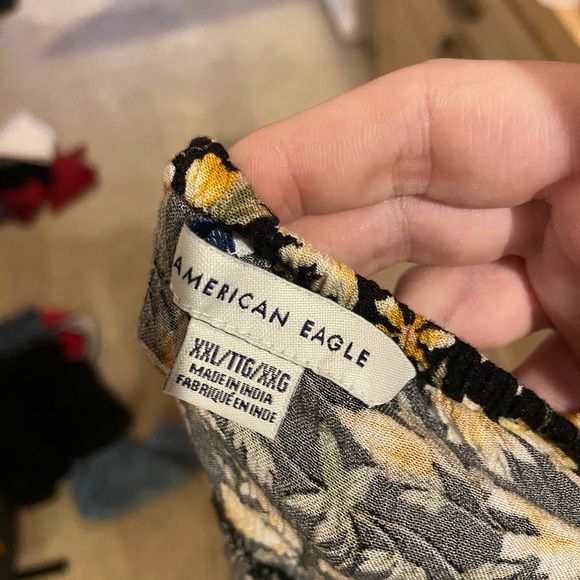 AMERICAN EAGLE
XXL/TTG/XXG
MADE IN INDIA
FABRIQUÉ EN INDE